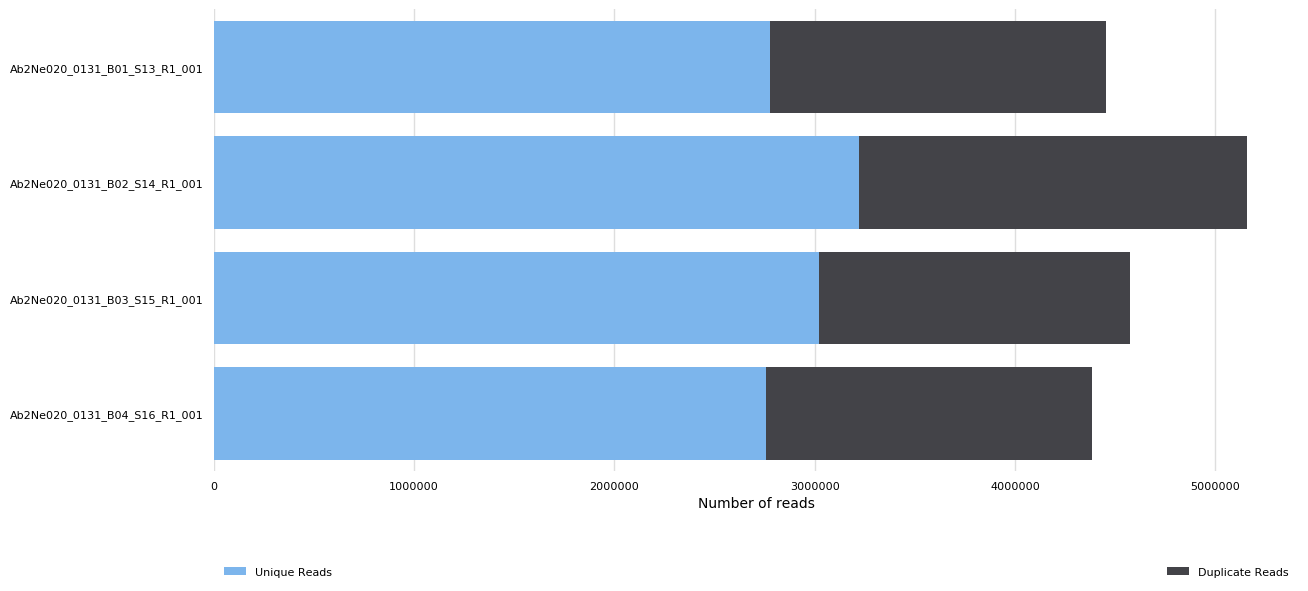 Ab2Ne020_0131_B01_S13_R1_001
Ab2Ne020_0131_B02_S14_R1_001
Ab2Ne020_0131_B03_S15_R1_001
Ab2Ne020_0131_B04_S16_R1_001
0 1000000 2000000 3000000 4000000 5000000
Number of reads
Unique Reads Duplicate Reads